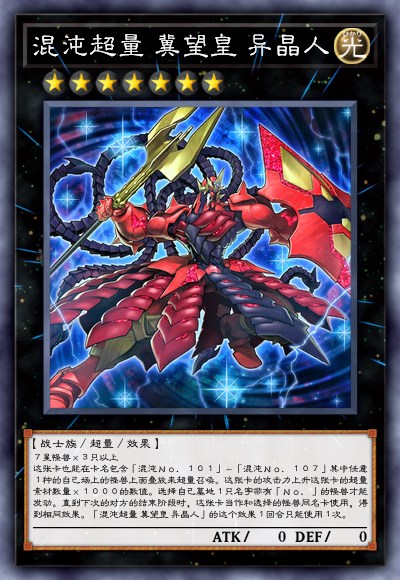 混沌超量 冀望皇 异晶人
光
ひかり
【战士族／超量／效果】
７星怪兽×３只以上
这张卡也能在卡名包含「混沌Ｎｏ．１０１」~「混沌Ｎｏ．１０７」其中任意
１种的自己场上的怪兽上面叠放来超量召唤。这张卡的攻击力上升这张卡的超量
素材数量×１０００的数值。选择自己墓地１只名字带有「Ｎｏ．」的怪兽才能
发动。直到下次的对方的结束阶段时，这张卡当作和选择的怪兽同名卡使用，得
到相同效果。「混沌超量 冀望皇 异晶人」的这个效果１回合只能使用１次。
ATK/ 0 DEF/ 0